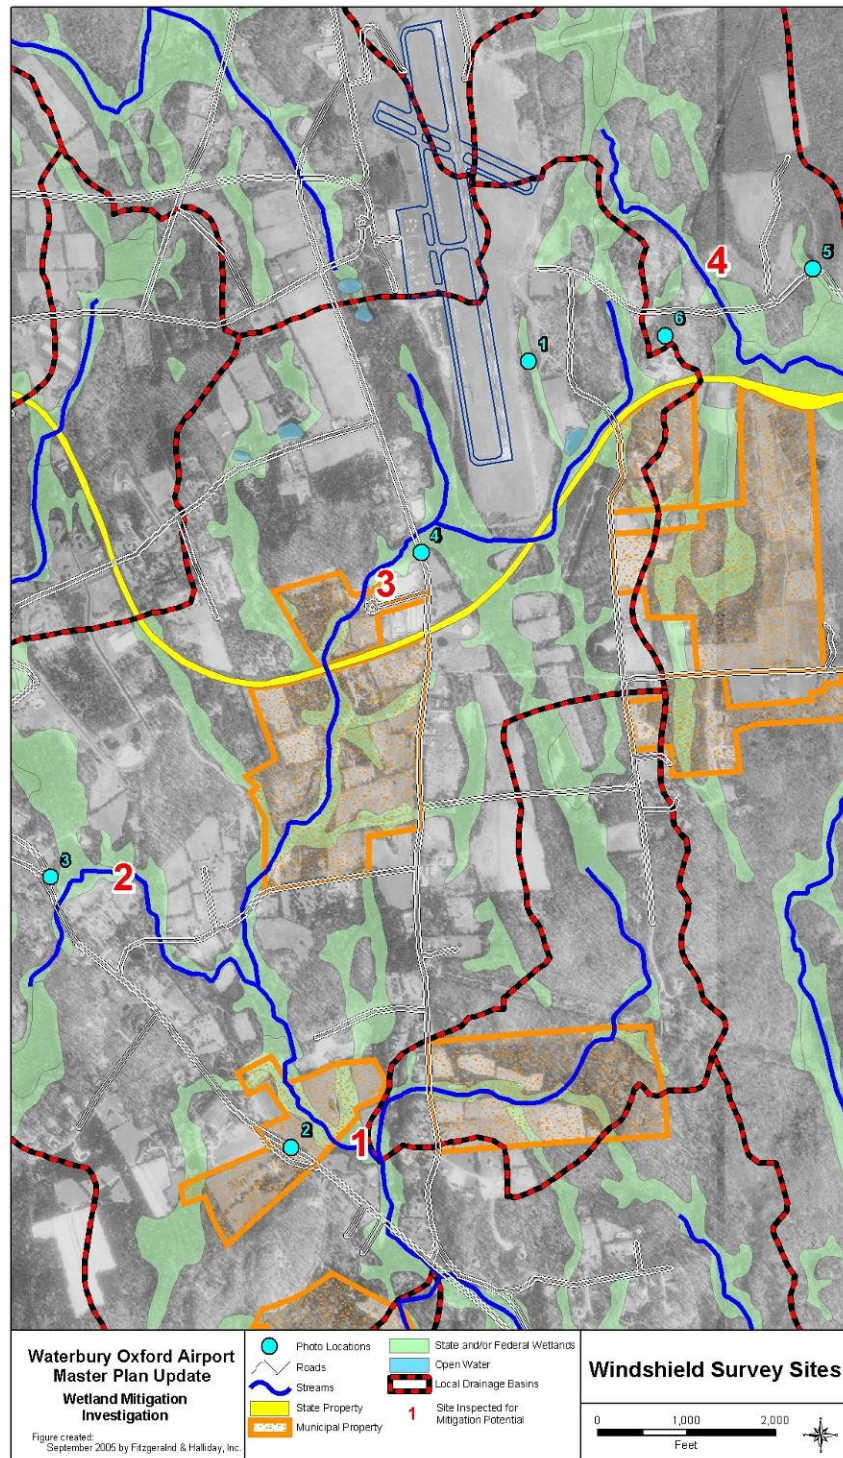 4
5
6
1
4
3
3
2
2
1
Waterbury Oxford Airport
Master Plan Update
Wetland Mitigation
Investigation
Figure created:
September 2005 by Fitzgeralnd & Halliday, Inc.
Photo Locations
Roads
Streams
State Property
Municipal Property
State and/or Federal Wetlands
Open Water
Local Drainage Basins
1 Site Inspected for
Mitigation Potential
Windshield Survey Sites
0 1,000 2,000
Feet